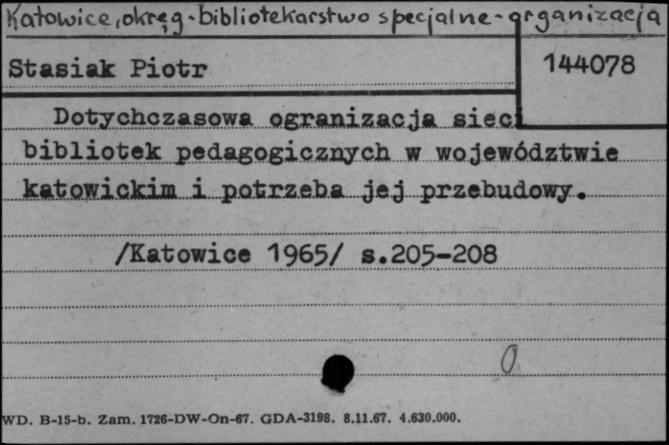 Katowice, okręg - bibliotekarstwo specjalne - organizacja
Stasiak Piotr
144078
Dotychczasowa ogranizacja sieci
bibliotek pedagogicznych w województwie
katowickim i potrzeba jej przebudowy.
/Katowice 1965/ s.205-208
0
WD. B-15-b. Zam. 1726-DW-On-67. GDA-3198. 8.11.67. 4.630.000.